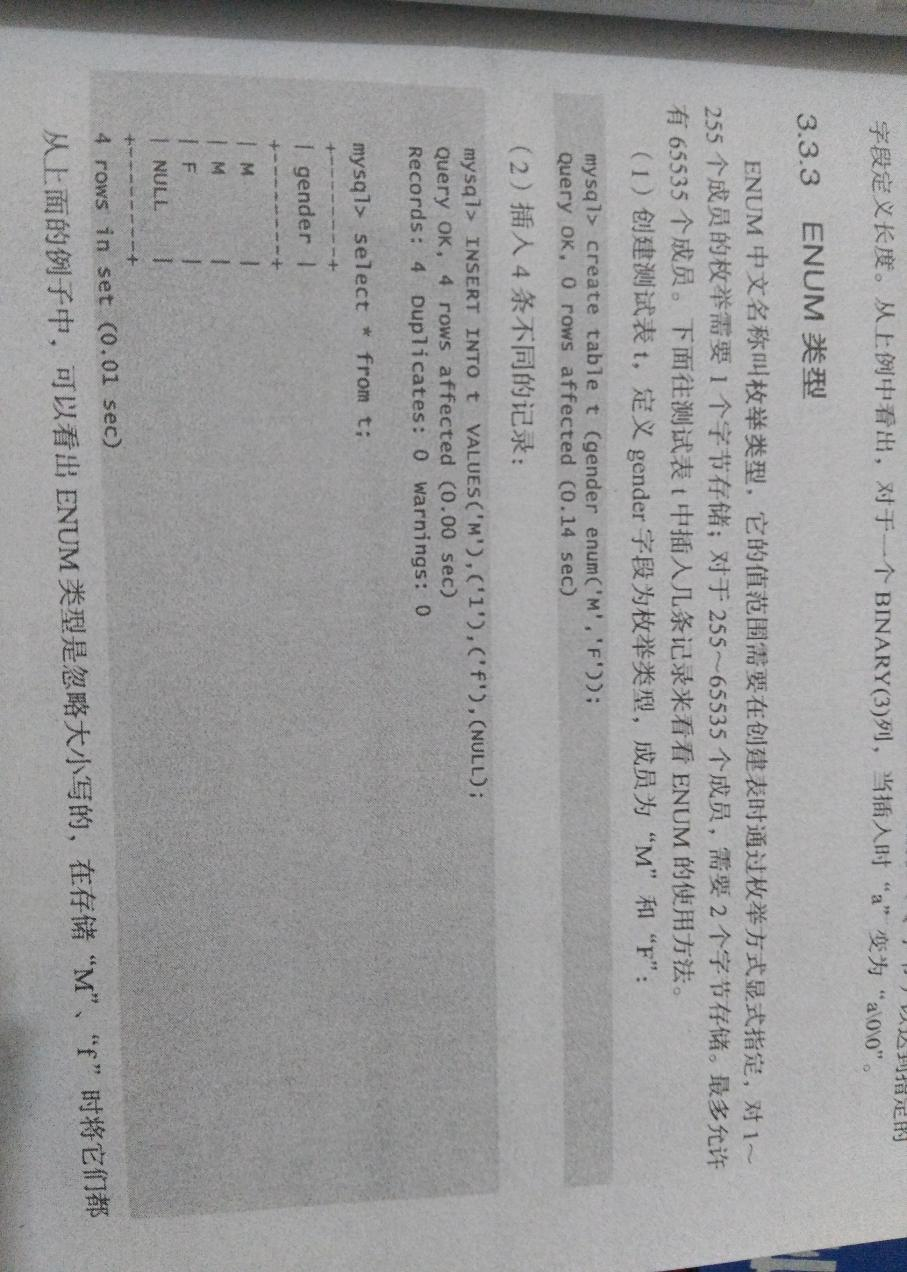 以达到指定的
字段定义长度。从上例中看出，对于一个 BINARY(3)列，当插入时“a”变为“a\0\0”。
3.3.3 ENUM 类型
ENUM 中文名称叫枚举类型，它的值范围需要在创建表时通过枚举方式显式指定，对 1～
255 个成员的枚举需要 1 个字节存储；对于 255～65535 个成员，需要 2 个字节存储。最多允许
有 65535 个成员。下面往测试表 t 中插入几条记录来看看 ENUM 的使用方法。
（1）创建测试表 t，定义 gender 字段为枚举类型，成员为“M”和“F”：
mysql> create table t (gender enum('M','F'));
Query OK, 0 rows affected (0.14 sec)
（2）插入 4 条不同的记录：
mysql> INSERT INTO t VALUES('M'),('1'),('f'),(NULL);
Query OK, 4 rows affected (0.00 sec)
Records: 4 Duplicates: 0 Warnings: 0
mysql> select * from t;
+--------+
| gender |
+--------+
| M |
| M |
| F |
| NULL |
+--------+
4 rows in set (0.01 sec)
从上面的例子中，可以看出 ENUM 类型是忽略大小写的，在存储“M”、“f”时将它们都